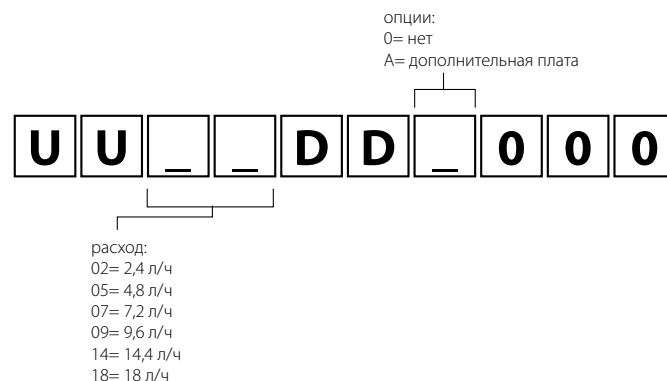 опции:
0= нет
A= дополнительная плата
U U _ _ D D _ 0 0 0
расход:
02= 2,4 л/ч
05= 4,8 л/ч
07= 7,2 л/ч
09= 9,6 л/ч
14= 14,4 л/ч
18= 18 л/ч